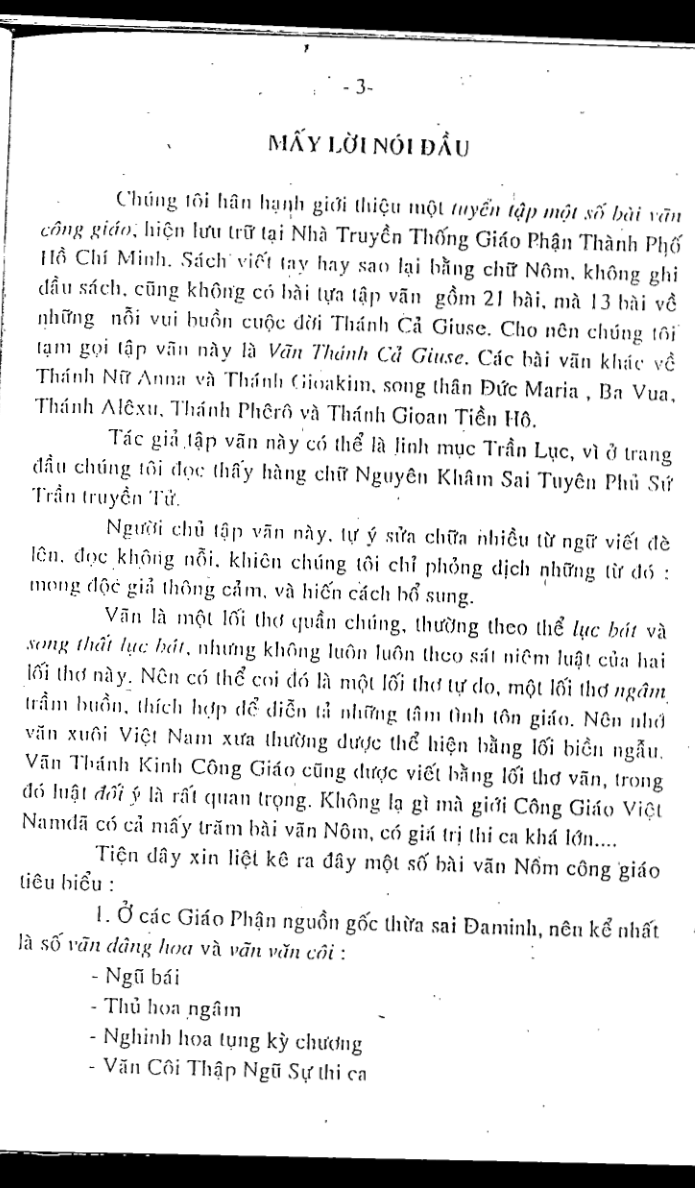 - 3-
MẤY LỜI NÓI ĐẦU
Chúng tôi hân hạnh giới thiệu một tuyển tập một số bài vãn
công giáo, hiện lưu trữ tại Nhà Truyền Thống Giáo Phận Thành Phố
Hồ Chí Minh. Sách viết tay hay sao lại bằng chữ Nôm, không ghi
đầu sách, cũng không có bài tựa tập vãn gồm 21 bài, mà 13 bài về
những nỗi vui buồn cuộc đời Thánh Cả Giuse. Cho nên chúng tôi
tạm gọi tập vãn này là Vãn Thánh Cả Giuse. Các bài vãn khác về
Thánh Nữ Anna và Thánh Gioakim, song thân Đức Maria , Ba Vua,
Thánh Alêxu, Thánh Phêrô và Thánh Gioan Tiền Hô.
Tác giả tập vãn này có thể là linh mục Trần Lục, vì ở trang
đầu chúng tôi đọc thấy hàng chữ Nguyên Khâm Sai Tuyên Phủ Sứ
Trần truyền Tử.
Người chủ tập vãn này, tự ý sửa chữa nhiều từ ngữ viết đè
lên, đọc không nỗi, khiến chúng tôi chỉ phỏng dịch những từ đó :
mong độc giả thông cảm, và hiến cách bổ sung.
Vãn là một lối thơ quần chúng, thường theo thể lục bát và
song thất lục bát, nhưng không luôn luôn theo sát niêm luật của hai
lối thơ này. Nên có thể coi đó là một lối thơ tự do, một lối thơ ngâm
trầm buồn, thích hợp để diễn tả những tâm tình tôn giáo. Nên nhớ
văn xuôi Việt Nam xưa thường được thể hiện bằng lối biền ngẫu.
Văn Thánh Kinh Công Giáo cũng được viết bằng lối thơ vãn, trong
đó luật đối ý là rất quan trọng. Không lạ gì mà giới Công Giáo Việt
Namđã có cả mấy trăm bài vãn Nôm, có giá trị thi ca khá lớn....
Tiện đây xin liệt kê ra đây một số bài vãn Nôm công giáo
tiêu biểu :
1. Ở các Giáo Phận nguồn gốc thừa sai Đaminh, nên kể nhất
là số vãn dâng hoa và vãn văn côi :
- Ngũ bái
- Thủ hoa ngâm
- Nghinh hoa tụng kỳ chương
- Văn Côi Thập Ngũ Sự thi ca